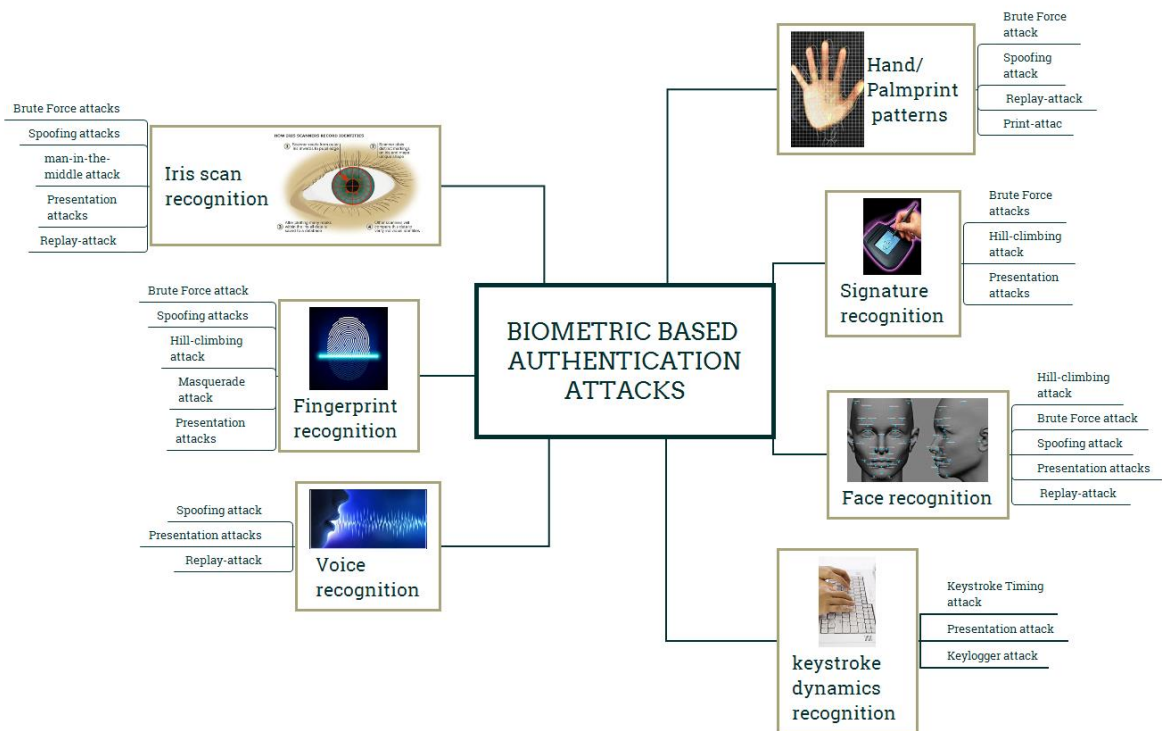 BIOMETRIC BASED
AUTHENTICATION
ATTACKS
Iris scan
recognition
HOW IRIS SCANNERS RECORD IDENTITIES
Brute Force attacks
Spoofing attacks
man-in-the-
middle attack
Presentation
attacks
Replay-attack
Fingerprint
recognition
Brute Force attack
Spoofing attacks
Hill-climbing
attack
Masquerade
attack
Presentation
attacks
Voice
recognition
Spoofing attack
Presentation attacks
Replay-attack
Hand/
Palmprint
patterns
Brute Force
attack
Spoofing
attack
Replay-attack
Print-attac
Signature
recognition
Brute Force
attacks
Hill-climbing
attack
Presentation
attacks
Face recognition
Hill-climbing
attack
Brute Force attack
Spoofing attack
Presentation attacks
Replay-attack
keystroke
dynamics
recognition
Keystroke Timing
attack
Presentation attack
Keylogger attack